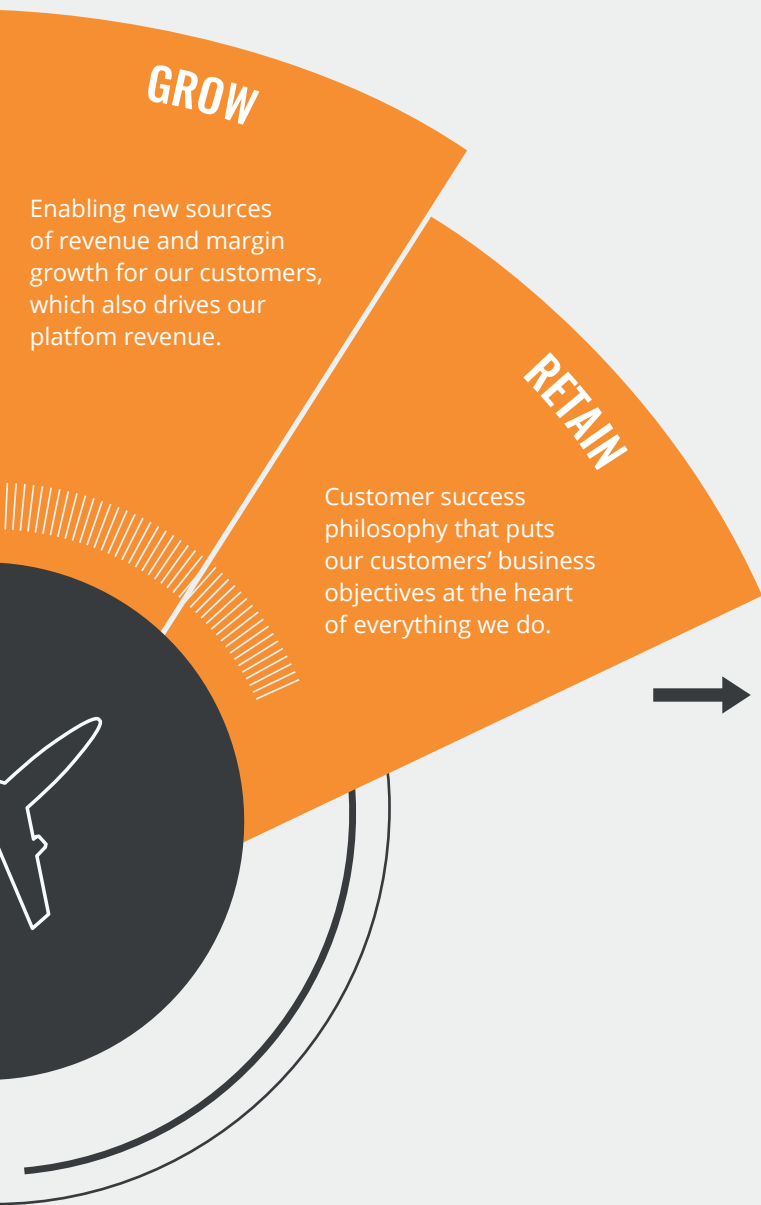 GROW
Enabling new sources
of revenue and margin
growth for our customers,
which also drives our
platfom revenue.
RETAIN
Customer success
philosophy that puts
our customers’ business
objectives at the heart
of everything we do.